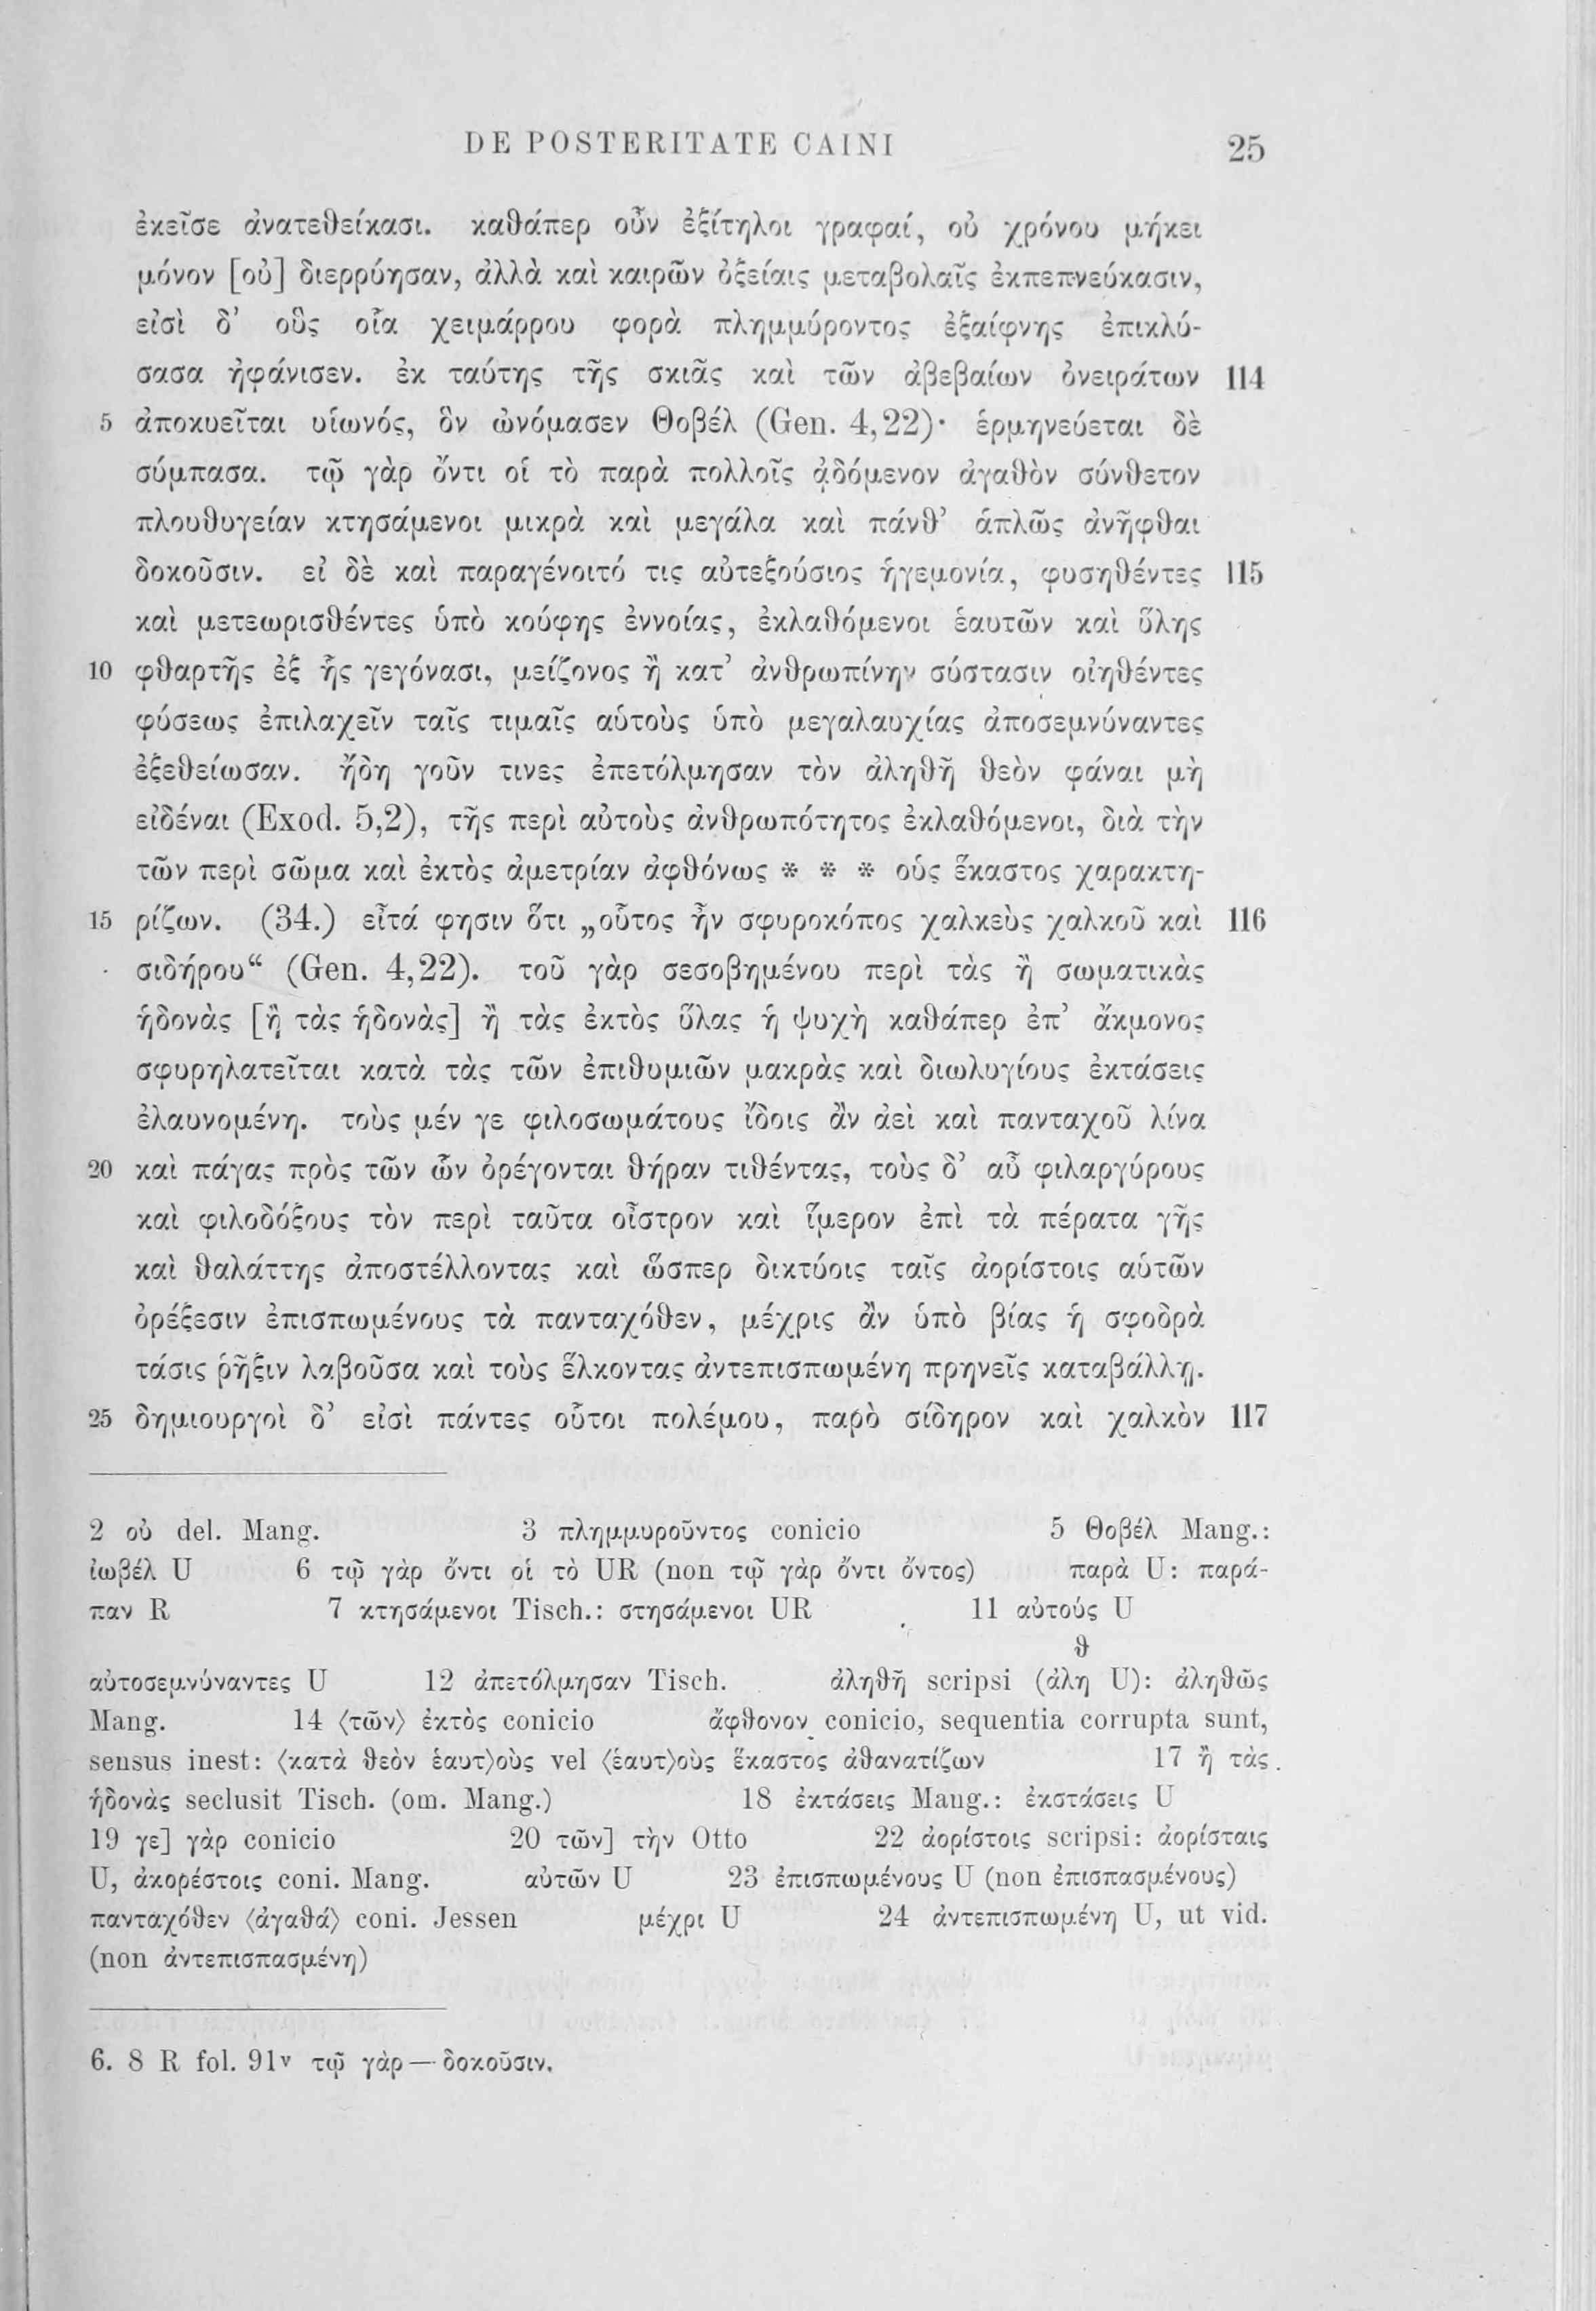 DE POSTERITATE CAINI 25
ἐκεῖσε ἀνατεθείκασι. καθάπερ οὖν ἐξίτηλοι γραφαί, οὐ χρόνου μήκει
μόνον [οὐ] διερρύησαν, ἀλλὰ καὶ καιρῶν ὀξείαις μεταβολαῖς ἐκπεπνεύκασιν,
εἰσὶ δ’ οὓς οἷα χειμάρρου φορὰ πλημμύροντος ἐξαίφνης ἐπικλύ-
σασα ἠφάνισεν. ἐκ ταύτης τῆς σκιᾶς καὶ τῶν ἀβεβαίων ὀνειράτων 114
5 ἀποκυεῖται υἱωνός, ὃν ὠνόμασεν Θοβέλ (Gen. 4,22)· ἑρμηνεύεται δὲ
σύμπασα. τῷ γὰρ ὄντι οἱ τὸ παρὰ πολλοῖς ᾀδόμενον ἀγαθὸν σύνθετον
πλουθυγείαν κτησάμενοι μικρὰ καὶ μεγάλα καὶ πάνθ’ ἁπλῶς ἀνῆφθαι
δοκοῦσιν. εἰ δὲ καὶ παραγένοιτό τις αὐτεξούσιος ἡγεμονία, φυσηθέντες 115
καὶ μετεωρισθέντες ὑπὸ κούφης ἐννοίας, ἐκλαθόμενοι ἑαυτῶν καὶ ὕλης
10 φθαρτῆς ἐξ ἧς γεγόνασι, μείζονος ἢ κατ’ ἀνθρωπίνην σύστασιν οἰηθέντες
φύσεως ἐπιλαχεῖν ταῖς τιμαῖς αὑτοὺς ὑπὸ μεγαλαυχίας ἀποσεμνύναντες
ἐξεθείωσαν. ἤδη γοῦν τινες ἐπετόλμησαν τὸν ἀληθῆ θεὸν φάναι μὴ
εἰδέναι (Exod. 5,2), τῆς περὶ αὐτοὺς ἀνθρωπότητος ἐκλαθόμενοι, διὰ τὴν
τῶν περὶ σῶμα καὶ ἐκτὸς ἀμετρίαν ἀφθόνως * * * οὑς ἕκαστος χαρακτη-
15 ρίζων. (34.) εἶτά φησιν ὅτι „οὗτος ἦν σφυροκόπος χαλκεὺς χαλκοῦ καὶ 116
σιδήρου“ (Gen. 4,22). τοῦ γὰρ σεσοβημένου περὶ τὰς ἢ σωματικὰς
ἡδονὰς [ἢ τὰς ἡδονὰς] ἢ τὰς ἐκτὸς ὕλας ἡ ψυχὴ καθάπερ ἐπ’ ἄκμονος
σφυρηλατεῖται κατὰ τὰς τῶν ἐπιθυμιῶν μακρὰς καὶ διωλυγίους ἐκτάσεις
ἐλαυνομένη. τοὺς μέν γε φιλοσωμάτους ἴδοις ἂν ἀεὶ καὶ πανταχοῦ λίνα
20 καὶ πάγας πρὸς τῶν ὧν ὀρέγονται θήραν τιθέντας, τοὺς δ’ αὖ φιλαργύρους
καὶ φιλοδόξους τὸν περὶ ταῦτα οἶστρον καὶ ἵμερον ἐπὶ τὰ πέρατα γῆς
καὶ θαλάττης ἀποστέλλοντας καὶ ὥσπερ δικτύοις ταῖς ἀορίστοις αὑτῶν
ὀρέξεσιν ἐπισπωμένους τὰ πανταχόθεν, μέχρις ἂν ὑπὸ βίας ἡ σφοδρὰ
τάσις ῥῆξιν λαβοῦσα καὶ τοὺς ἕλκοντας ἀντεπισπωμένη πρηνεῖς καταβάλλῃ.
25 δημιουργοὶ δ’ εἰσὶ πάντες οὗτοι πολέμου, παρὸ σίδηρον καὶ χαλκὸν 117
2 οὐ del. Mang. 3 πλημμυροῦντος conicio 5 Θοβέλ Mang.:
ἰωβέλ U 6 τῷ γὰρ ὄντι οἱ τὸ UR (non τῷ γὰρ ὄντι ὄντος) παρὰ U: παρά-
παν R 7 κτησάμενοι Tisch.: στησάμενοι UR 11 αὐτούς U
θ
αὐτοσεμνύναντες U 12 ἀπετόλμησαν Tisch. ἀληθῆ scripsi (ἀλη U): ἀληθῶς
Mang. 14 ⟨τῶν⟩ ἐκτὸς conicio ἄφθονον conicio, sequentia corrupta sunt,
sensus inest: ⟨κατὰ θεὸν ἑαυτ⟩οὺς vel ⟨ἑαυτ⟩οὺς ἕκαστος ἀθανατίζων 17 ἢ τὰς
ἡδονὰς seclusit Tisch. (om. Mang.) 18 ἐκτάσεις Mang.: ἐκστάσεις U
19 γε] γὰρ conicio 20 τῶν] τὴν Otto 22 ἀορίστοις scripsi: ἀορίσταις
U, ἀκορέστοις coni. Mang. αὐτῶν U 23 ἐπισπωμένους U (non ἐπισπασμένους)
πανταχόθεν ⟨ἀγαθά⟩ coni. Jessen μέχρι U 24 ἀντεπισπωμένη U, ut vid.
(non ἀντεπισπασμένη)
6. 8 R fol. 91v τῷ γὰρ — δοκοῦσιν.